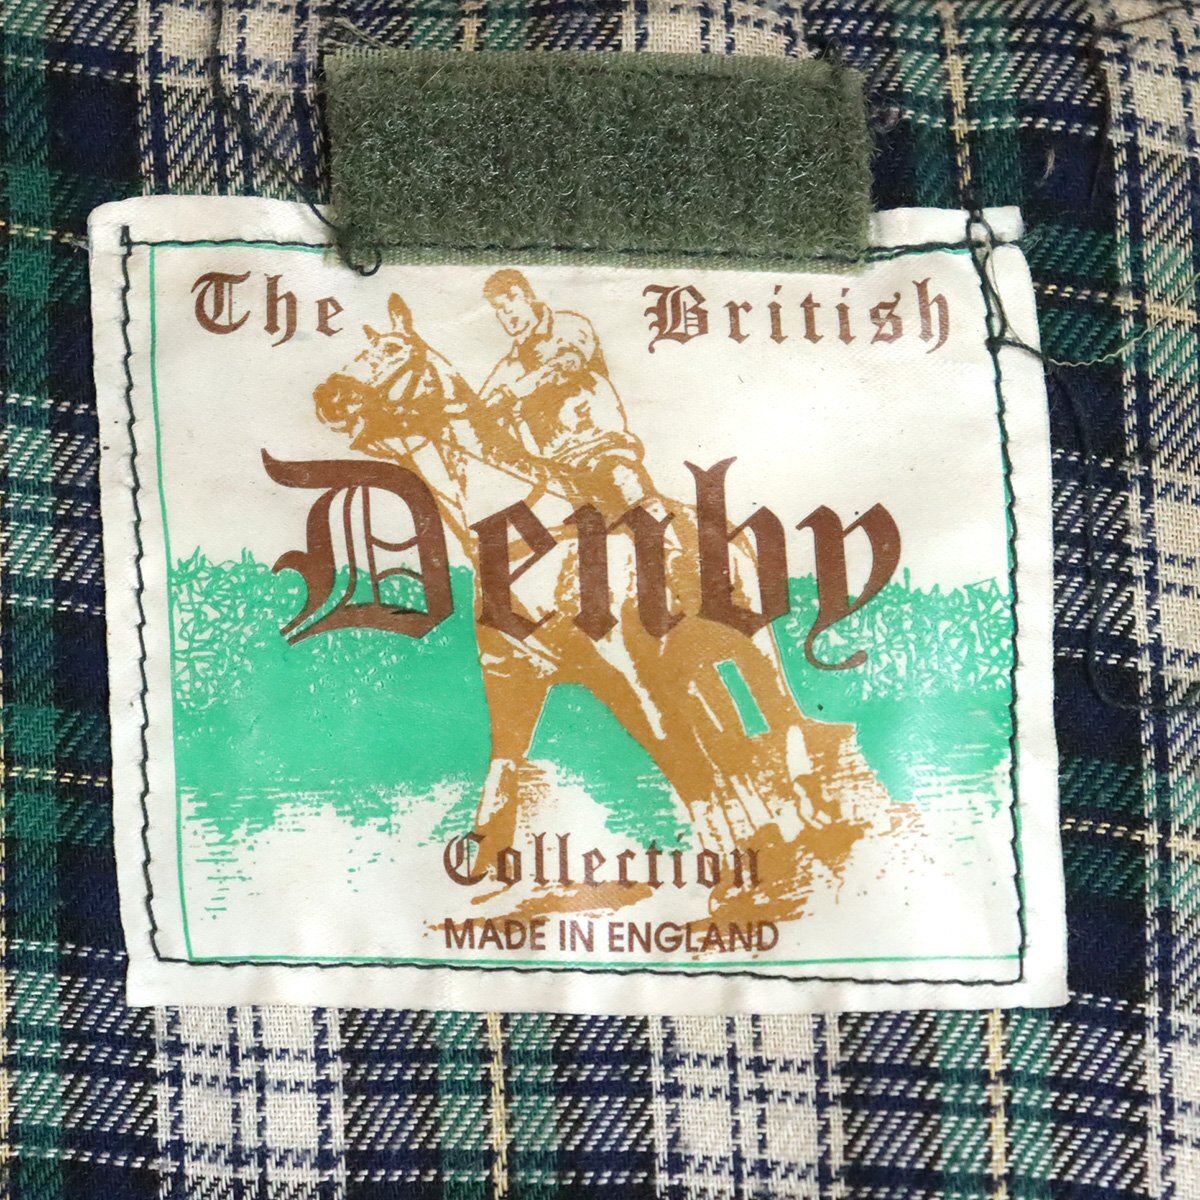 The British
Denby
Collection
MADE IN ENGLAND